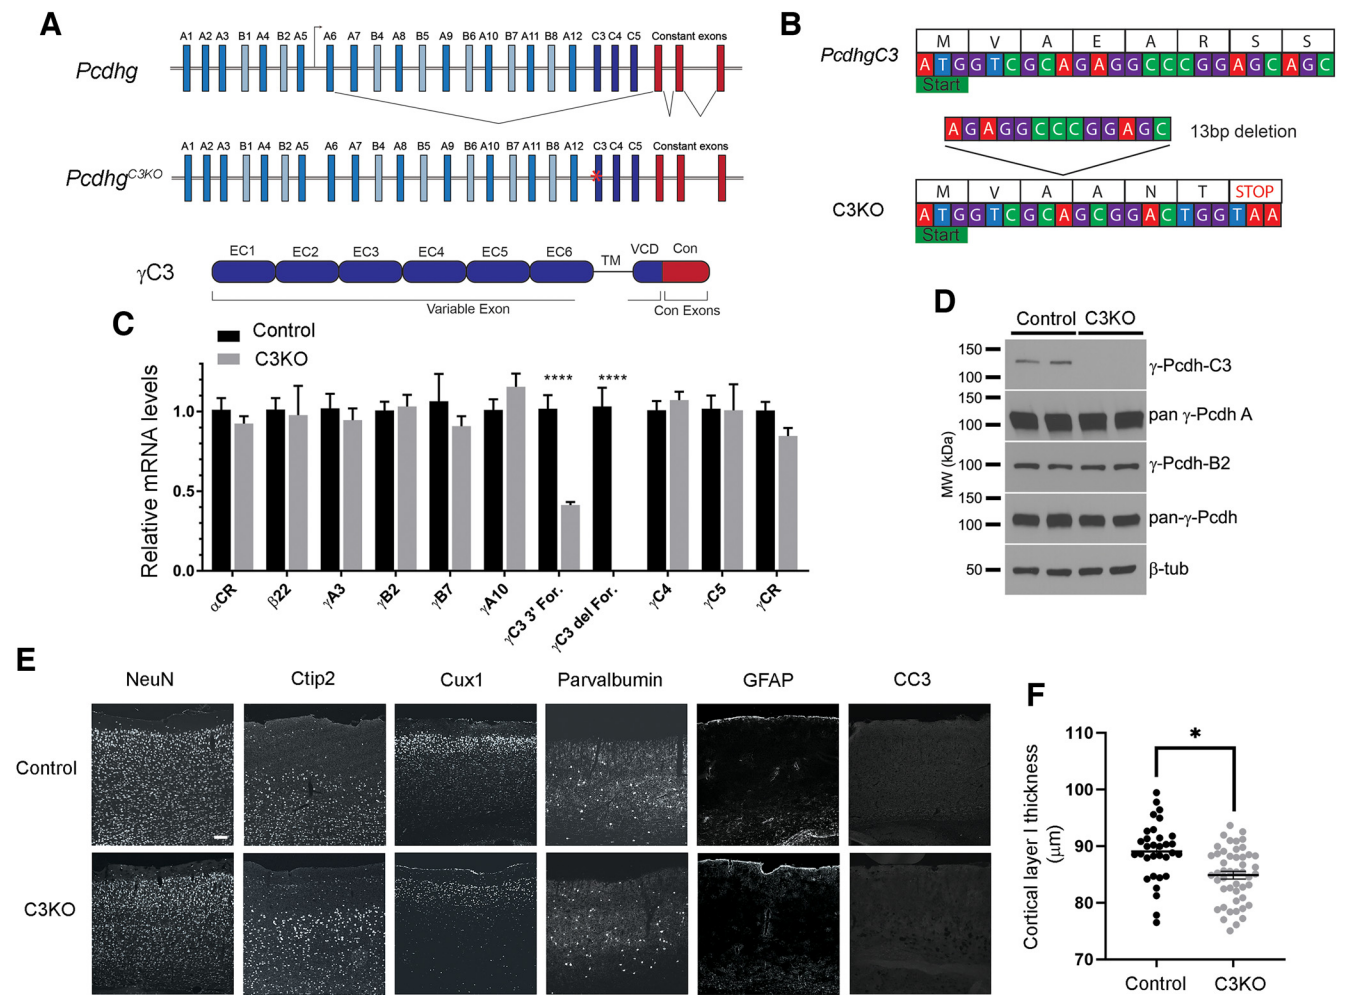 A
A1 A2 A3 B1 A4 B2 A5 A6 A7 B4 A8 B5 A9 B6 A10 B7 A11 B8 A12 C3 C4 C5 Constant exons
Pcdhg
A1 A2 A3 B1 A4 B2 A5 A6 A7 B4 A8 B5 A9 B6 A10 B7 A11 B8 A12 C3 C4 C5 Constant exons
Pcdhg^C3KO
*
EC1 EC2 EC3 EC4 EC5 EC6 TM VCD Con
γC3
Variable Exon
Con Exons
B
M V A E A R S S
PcdhgC3
A T G G T C G C A G A G G C C C G G A G C A G C
Start
A G A G G C C C G G A G C
13bp deletion
M V A A N T STOP
C3KO
A T G G T C G C A G C G G A C T G G T A A
Start
C
Control
C3KO
Relative mRNA levels
1.0
0.5
0.0
**** ****
αCR β22 γA3 γB2 γB7 γA10 γC3 3' For. γC3 del For. γC4 γC5 γCR
D
Control C3KO
MW (kDa)
150
100
γ-Pcdh-C3
150
100
pan γ-Pcdh A
100
γ-Pcdh-B2
150
100
pan-γ-Pcdh
50
β-tub
E
NeuN Ctip2 Cux1 Parvalbumin GFAP CC3
Control
C3KO
F
Cortical layer I thickness
(μm)
110
100
90
80
70
*
Control C3KO